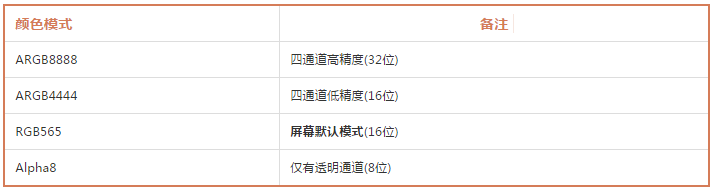 颜色模式 备注
ARGB8888 四通道高精度(32位)
ARGB4444 四通道低精度(16位)
RGB565 屏幕默认模式(16位)
Alpha8 仅有透明通道(8位)